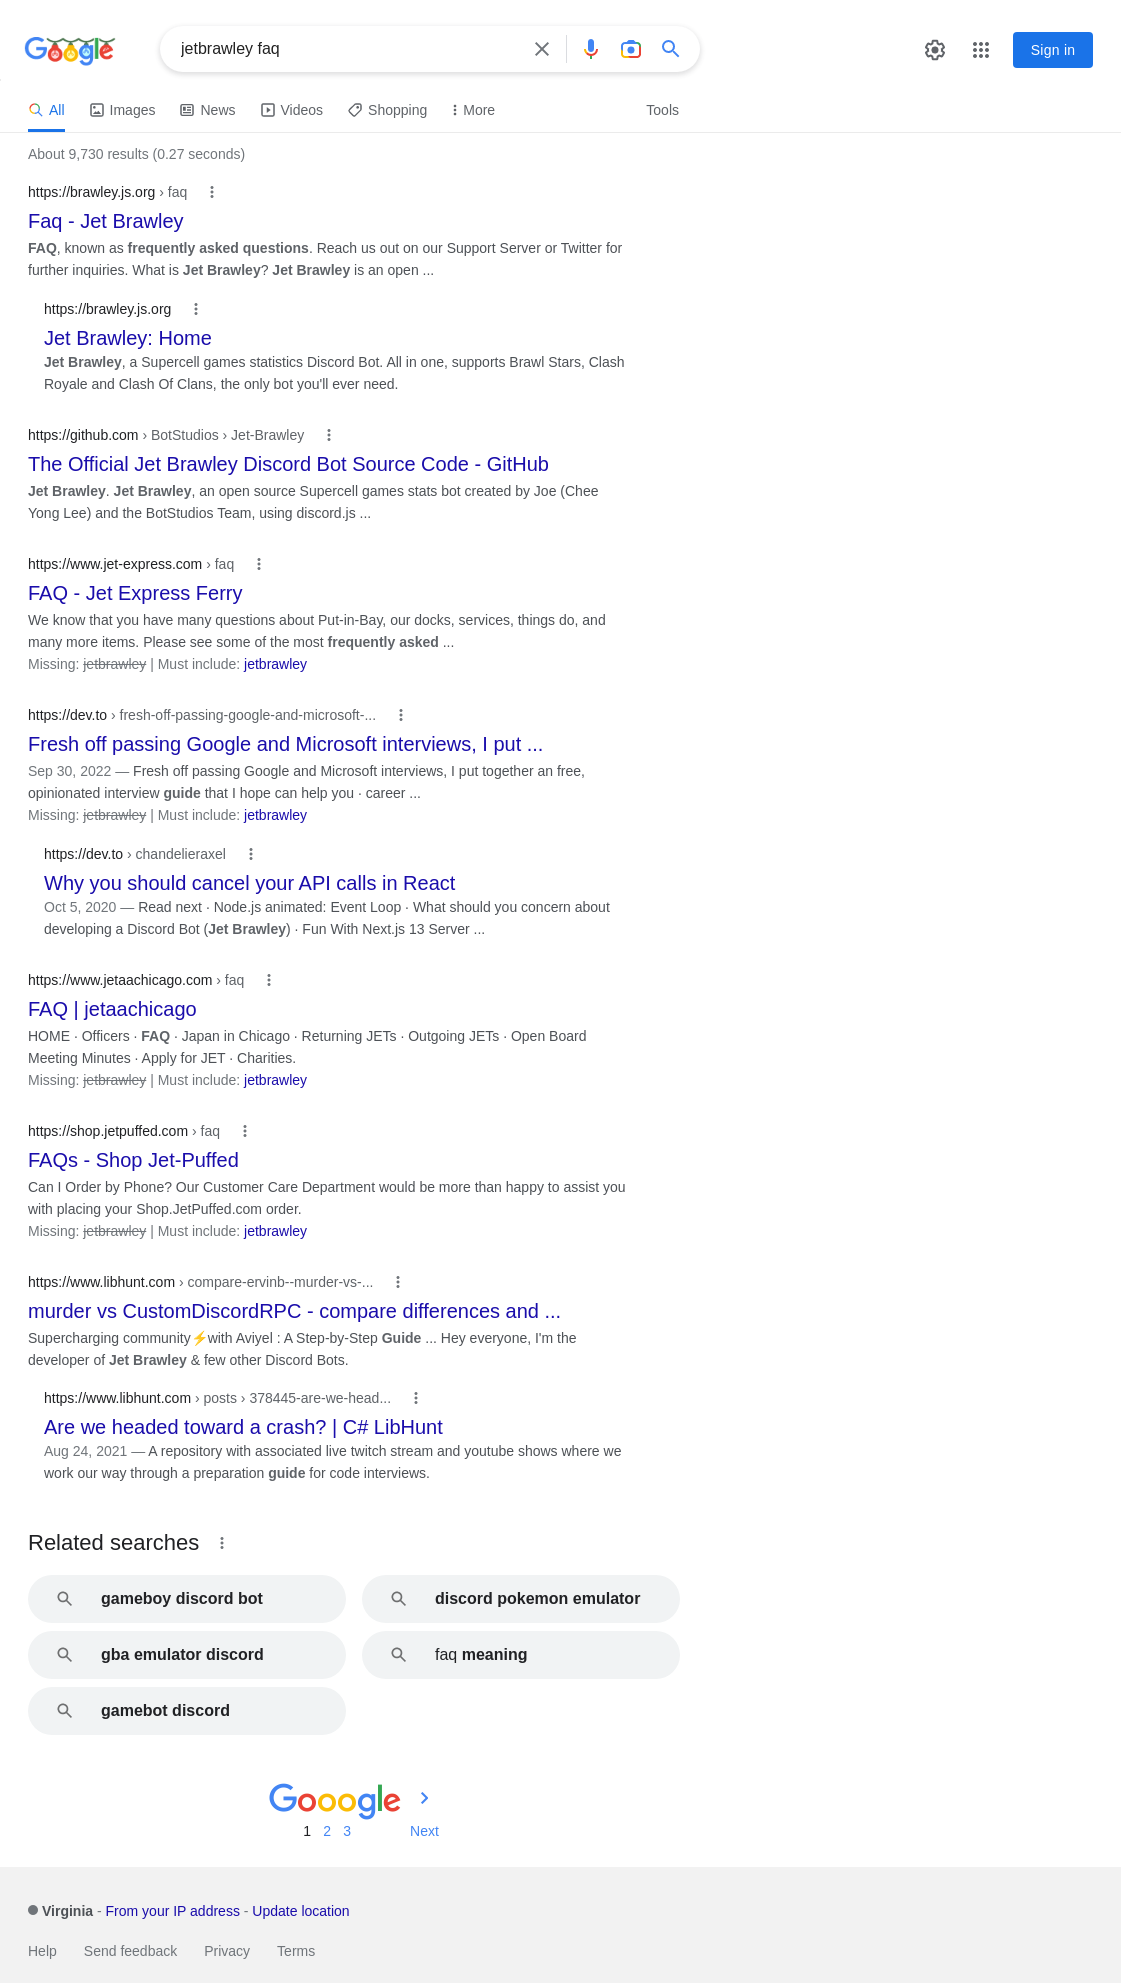 Google
jetbrawley faq
Sign in
All Images News Videos Shopping More Tools
About 9,730 results (0.27 seconds)
https://brawley.js.org › faq
Faq - Jet Brawley
FAQ, known as frequently asked questions. Reach us out on our Support Server or Twitter for
further inquiries. What is Jet Brawley? Jet Brawley is an open ...
https://brawley.js.org
Jet Brawley: Home
Jet Brawley, a Supercell games statistics Discord Bot. All in one, supports Brawl Stars, Clash
Royale and Clash Of Clans, the only bot you'll ever need.
https://github.com › BotStudios › Jet-Brawley
The Official Jet Brawley Discord Bot Source Code - GitHub
Jet Brawley. Jet Brawley, an open source Supercell games stats bot created by Joe (Chee
Yong Lee) and the BotStudios Team, using discord.js ...
https://www.jet-express.com › faq
FAQ - Jet Express Ferry
We know that you have many questions about Put-in-Bay, our docks, services, things do, and
many more items. Please see some of the most frequently asked ...
Missing: jetbrawley | Must include: jetbrawley
https://dev.to › fresh-off-passing-google-and-microsoft-...
Fresh off passing Google and Microsoft interviews, I put ...
Sep 30, 2022 — Fresh off passing Google and Microsoft interviews, I put together an free,
opinionated interview guide that I hope can help you · career ...
Missing: jetbrawley | Must include: jetbrawley
https://dev.to › chandelieraxel
Why you should cancel your API calls in React
Oct 5, 2020 — Read next · Node.js animated: Event Loop · What should you concern about
developing a Discord Bot (Jet Brawley) · Fun With Next.js 13 Server ...
https://www.jetaachicago.com › faq
FAQ | jetaachicago
HOME · Officers · FAQ · Japan in Chicago · Returning JETs · Outgoing JETs · Open Board
Meeting Minutes · Apply for JET · Charities.
Missing: jetbrawley | Must include: jetbrawley
https://shop.jetpuffed.com › faq
FAQs - Shop Jet-Puffed
Can I Order by Phone? Our Customer Care Department would be more than happy to assist you
with placing your Shop.JetPuffed.com order.
Missing: jetbrawley | Must include: jetbrawley
https://www.libhunt.com › compare-ervinb--murder-vs-...
murder vs CustomDiscordRPC - compare differences and ...
Supercharging community⚡with Aviyel : A Step-by-Step Guide ... Hey everyone, I'm the
developer of Jet Brawley & few other Discord Bots.
https://www.libhunt.com › posts › 378445-are-we-head...
Are we headed toward a crash? | C# LibHunt
Aug 24, 2021 — A repository with associated live twitch stream and youtube shows where we
work our way through a preparation guide for code interviews.
Related searches
gameboy discord bot
discord pokemon emulator
gba emulator discord
faq meaning
gamebot discord
Gooogle
1 2 3 Next
Virginia - From your IP address - Update location
Help Send feedback Privacy Terms